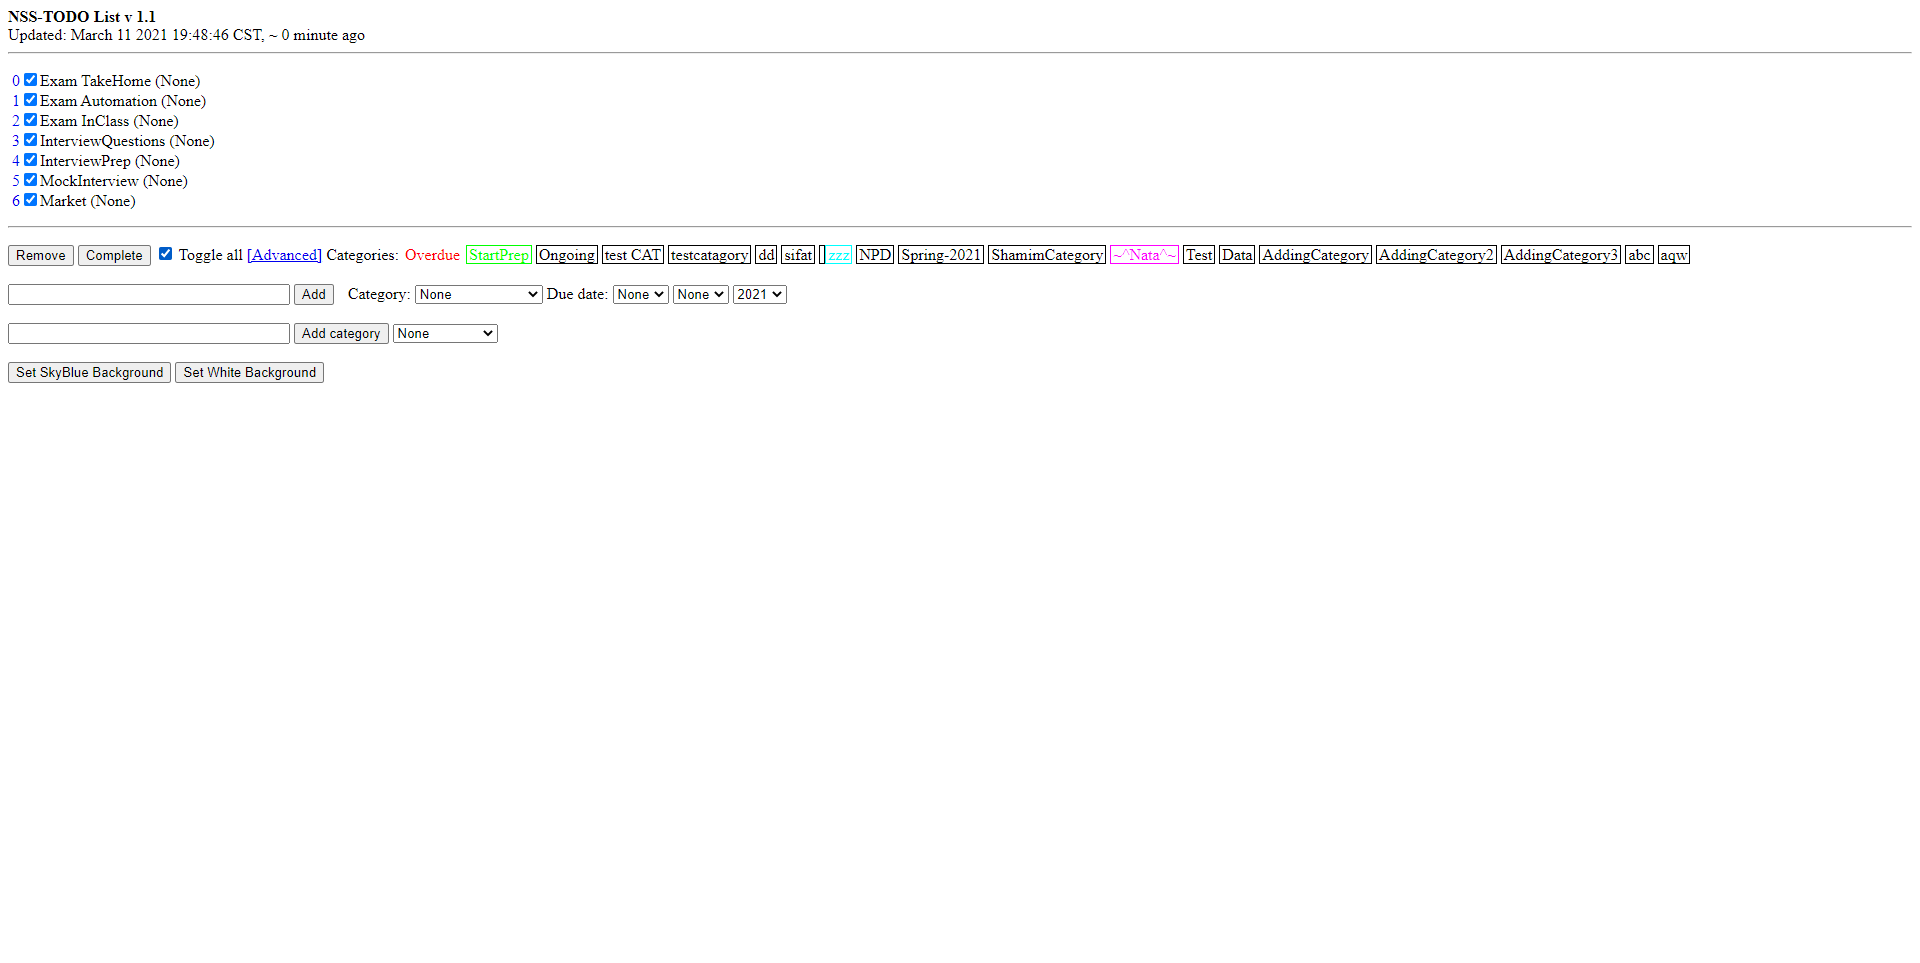 NSS-TODO List v 1.1
Updated: March 11 2021 19:48:46 CST, ~ 0 minute ago
0 Exam TakeHome (None)
1 Exam Automation (None)
2 Exam InClass (None)
3 InterviewQuestions (None)
4 InterviewPrep (None)
5 MockInterview (None)
6 Market (None)
Remove Complete Toggle all [Advanced] Categories: Overdue StartPrep Ongoing test CAT testcatagory dd sifat zzz NPD Spring-2021 ShamimCategory ~^Nata^~ Test Data AddingCategory AddingCategory2 AddingCategory3 abc aqw
Add Category: None Due date: None None 2021
Add category None
Set SkyBlue Background Set White Background